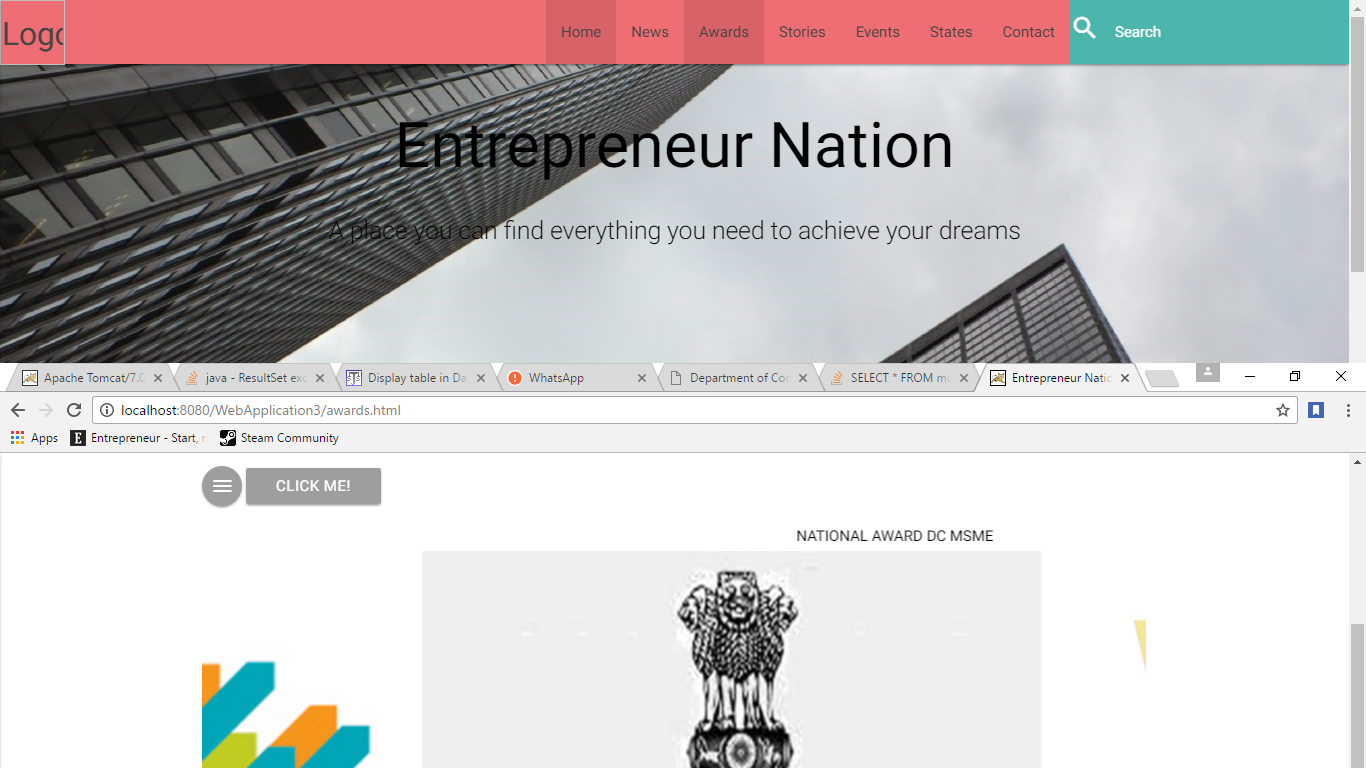 Logo
Home News Awards Stories Events States Contact Search
Entrepreneur Nation
A place you can find everything you need to achieve your dreams
Apache Tomcat/7.0 java - ResultSet exc Display table in Da WhatsApp Department of Cor SELECT * FROM mu Entrepreneur Natic
localhost:8080/WebApplication3/awards.html
Apps Entrepreneur - Start, r Steam Community
CLICK ME!
NATIONAL AWARD DC MSME